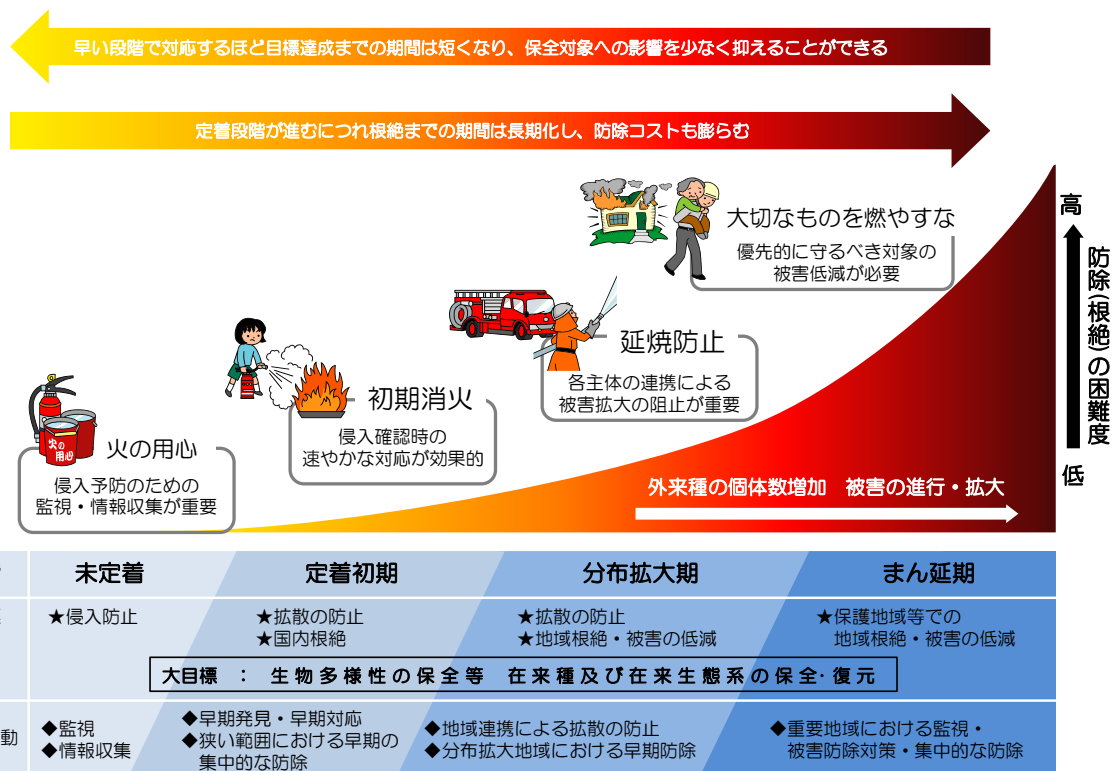 早い段階で対応するほど目標達成までの期間は短くなり、保全対象への影響を少なく抑えることができる
定着段階が進むにつれ根絶までの期間は長期化し、防除コストも膨らむ
大切なものを燃やすな
優先的に守るべき対象の
被害低減が必要
延焼防止
各主体の連携による
被害拡大の阻止が重要
初期消火
侵入確認時の
速やかな対応が効果的
火の
用心
火の用心
侵入予防のための
監視・情報収集が重要
外来種の個体数増加 被害の進行・拡大
高
防除(根絶)の困難度
低
未定着
定着初期
分布拡大期
まん延期
★侵入防止
★拡散の防止
★国内根絶
★拡散の防止
★地域根絶・被害の低減
★保護地域等での
地域根絶・被害の低減
大目標 : 生物多様性の保全等 在来種及び在来生態系の保全・復元
動
◆監視
◆情報収集
◆早期発見・早期対応
◆狭い範囲における早期の
集中的な防除
◆地域連携による拡散の防止
◆分布拡大地域における早期防除
◆重要地域における監視・
被害防除対策・集中的な防除